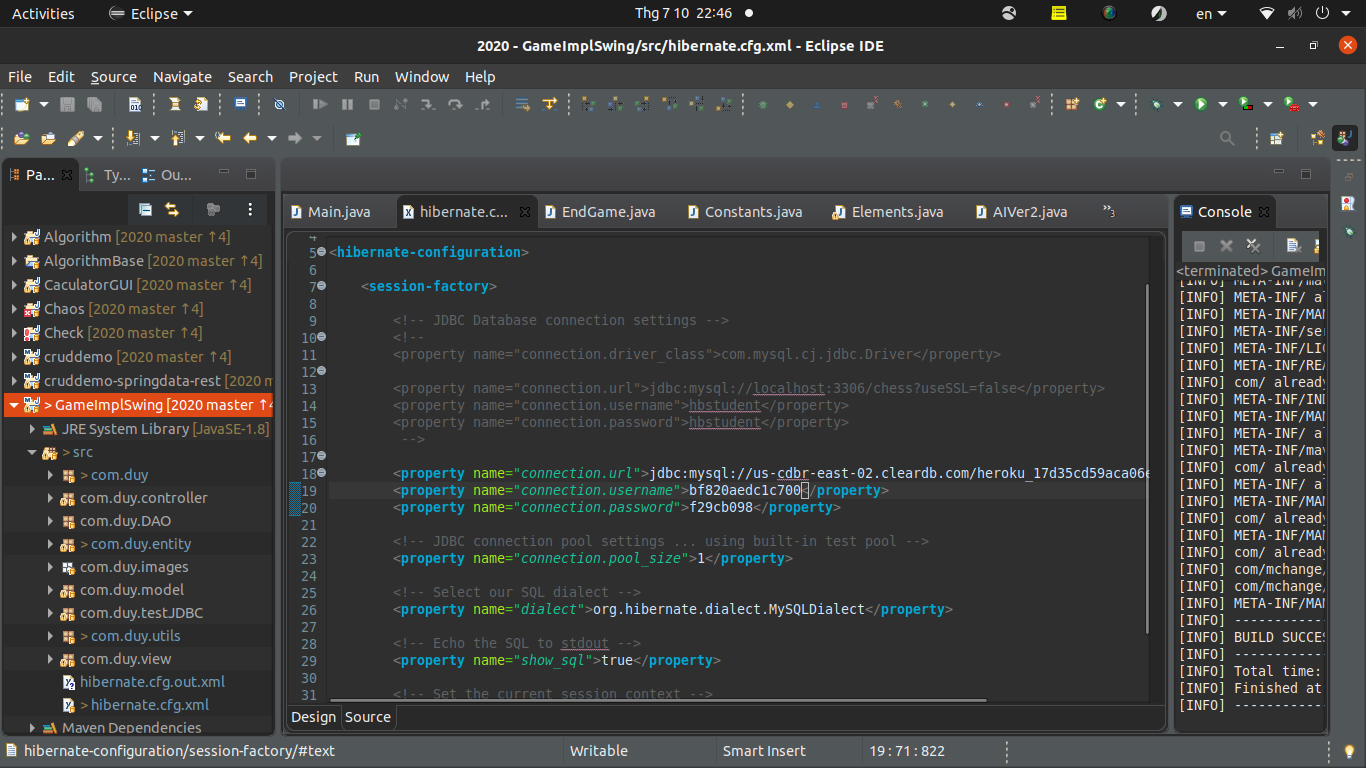 Activities Eclipse Thg 7 10 22:46 en
2020 - GameImplSwing/src/hibernate.cfg.xml - Eclipse IDE
File Edit Source Navigate Search Project Run Window Help
Pa... Ty... Ou...
Algorithm [2020 master ↑4]
AlgorithmBase [2020 master ↑4]
CaculatorGUI [2020 master ↑4]
Chaos [2020 master ↑4]
Check [2020 master ↑4]
cruddemo [2020 master ↑4]
cruddemo-springdata-rest [2020 m
> GameImplSwing [2020 master ↑4
JRE System Library [JavaSE-1.8]
> src
> com.duy
com.duy.controller
com.duy.DAO
> com.duy.entity
com.duy.images
com.duy.model
com.duy.testJDBC
> com.duy.utils
com.duy.view
hibernate.cfg.out.xml
> hibernate.cfg.xml
Maven Dependencies
Main.java hibernate.c... EndGame.java Constants.java Elements.java AIVer2.java »3
4
5 <hibernate-configuration>
6
7 <session-factory>
8
9 <!-- JDBC Database connection settings -->
10 <!--
11 <property name="connection.driver_class">com.mysql.cj.jdbc.Driver</property>
12
13 <property name="connection.url">jdbc:mysql://localhost:3306/chess?useSSL=false</property>
14 <property name="connection.username">hbstudent</property>
15 <property name="connection.password">hbstudent</property>
16 -->
17
18 <property name="connection.url">jdbc:mysql://us-cdbr-east-02.cleardb.com/heroku_17d35cd59aca06e
19 <property name="connection.username">bf820aedc1c700</property>
20 <property name="connection.password">f29cb098</property>
21
22 <!-- JDBC connection pool settings ... using built-in test pool -->
23 <property name="connection.pool_size">1</property>
24
25 <!-- Select our SQL dialect -->
26 <property name="dialect">org.hibernate.dialect.MySQLDialect</property>
27
28 <!-- Echo the SQL to stdout -->
29 <property name="show_sql">true</property>
30
31 <!-- Set the current session context -->
Design Source
Console
<terminated> GameIm
[INFO] META-INF/ma
[INFO] META-INF/ al
[INFO] META-INF/MAN
[INFO] META-INF/ser
[INFO] META-INF/LIC
[INFO] META-INF/REA
[INFO] com/ already
[INFO] META-INF/IND
[INFO] META-INF/MAN
[INFO] META-INF/ al
[INFO] META-INF/mav
[INFO] com/ already
[INFO] META-INF/ al
[INFO] META-INF/MAN
[INFO] com/ already
[INFO] META-INF/MAN
[INFO] com/ already
[INFO] com/mchange/
[INFO] com/mchange/
[INFO] META-INF/MAN
[INFO] ------------
[INFO] BUILD SUCCES
[INFO] ------------
[INFO] Total time:
[INFO] Finished at
[INFO] ------------
hibernate-configuration/session-factory/#text Writable Smart Insert 19 : 71 : 822